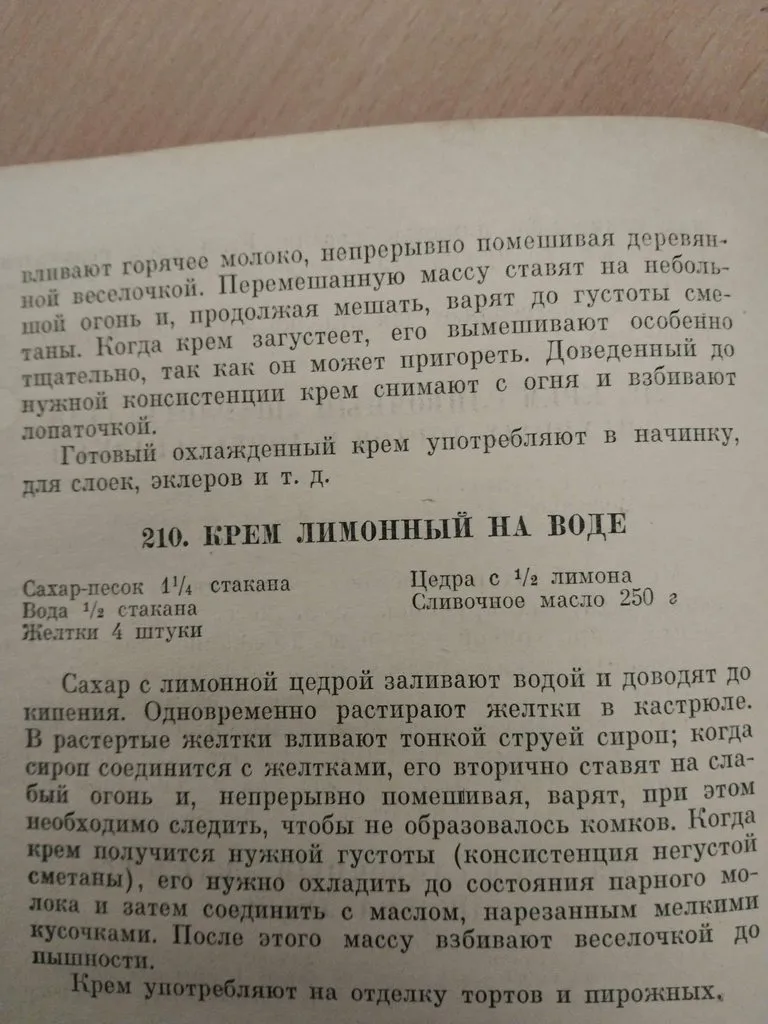 вливают горячее молоко, непрерывно помешивая деревян-
ной веселочкой. Перемешанную массу ставят на неболь-
шой огонь и, продолжая мешать, варят до густоты сме-
таны. Когда крем загустеет, его вымешивают особенно
тщательно, так как он может пригореть. Доведенный до
нужной консистенции крем снимают с огня и взбивают
лопаточкой.
Готовый охлажденный крем употребляют в начинку,
для слоек, эклеров и т. д.
210. КРЕМ ЛИМОННЫЙ НА ВОДЕ
Сахар-песок 1¼ стакана
Вода ½ стакана
Желтки 4 штуки
Цедра с ½ лимона
Сливочное масло 250 г
Сахар с лимонной цедрой заливают водой и доводят до
кипения. Одновременно растирают желтки в кастрюле.
В растертые желтки вливают тонкой струей сироп; когда
сироп соединится с желтками, его вторично ставят на сла-
бый огонь и, непрерывно помешивая, варят, при этом
необходимо следить, чтобы не образовалось комков. Когда
крем получится нужной густоты (консистенция негустой
сметаны), его нужно охладить до состояния парного мо-
лока и затем соединить с маслом, нарезанным мелкими
кусочками. После этого массу взбивают веселочкой до
пышности.
Крем употребляют на отделку тортов и пирожных.